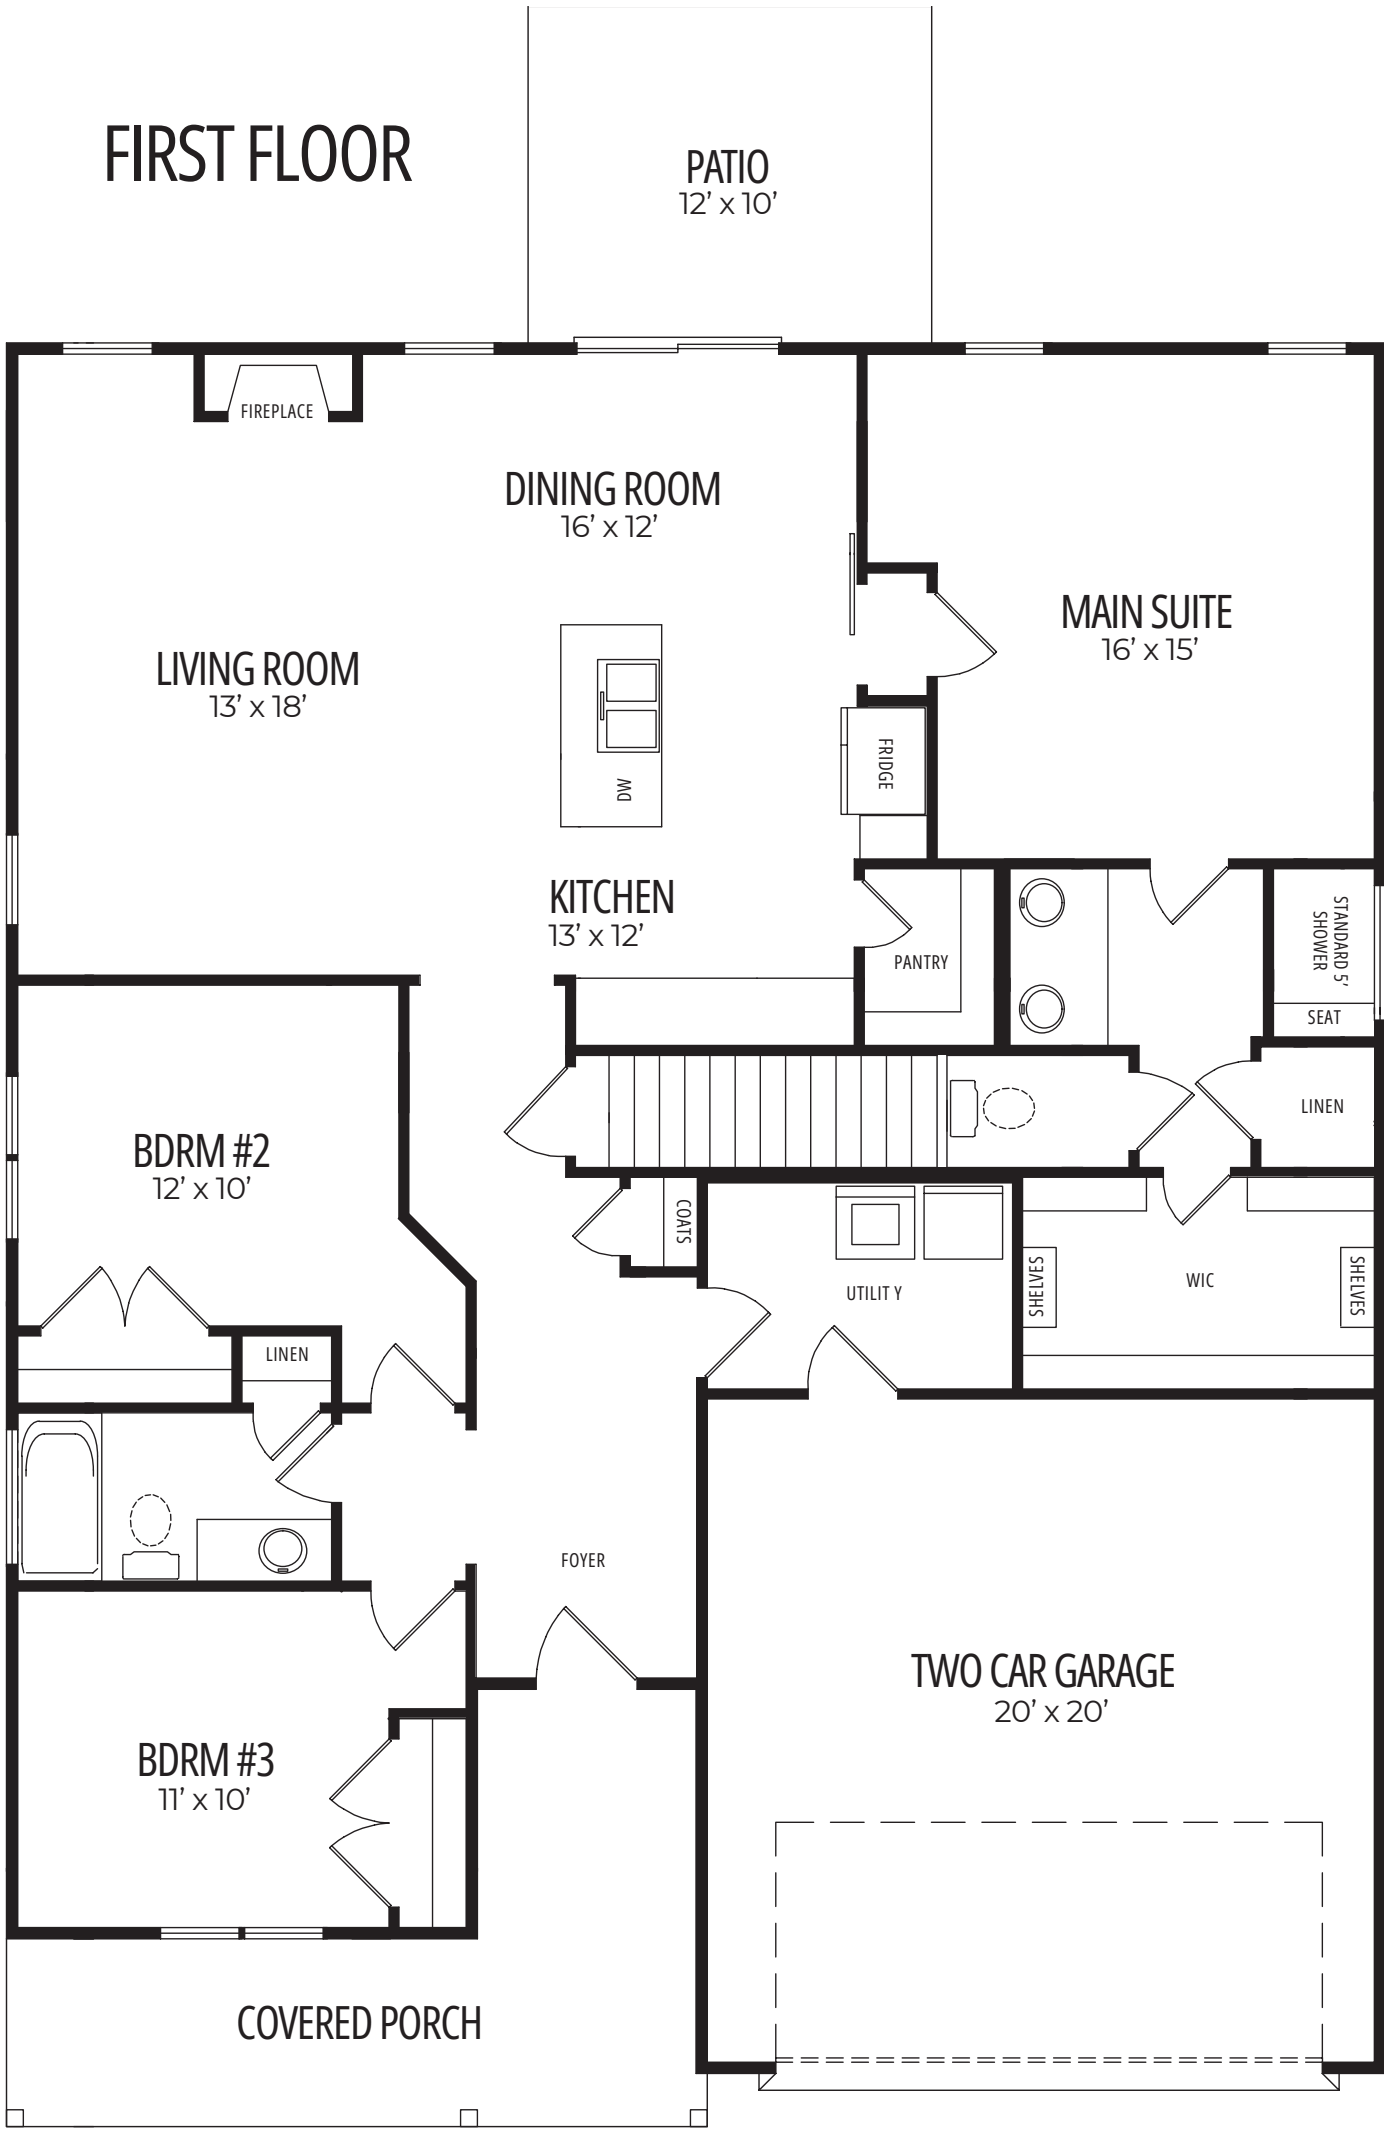 FIRST FLOOR
PATIO
12’ x 10’
FIREPLACE
DINING ROOM
16’ x 12’
MAIN SUITE
16’ x 15’
LIVING ROOM
13’ x 18’
FRIDGE
DW
KITCHEN
13’ x 12’
PANTRY
STANDARD 5’
SHOWER
SEAT
LINEN
BDRM #2
12’ x 10’
COATS
UTILIT Y
SHELVES
WIC
SHELVES
LINEN
FOYER
TWO CAR GARAGE
20’ x 20’
BDRM #3
11’ x 10’
COVERED PORCH